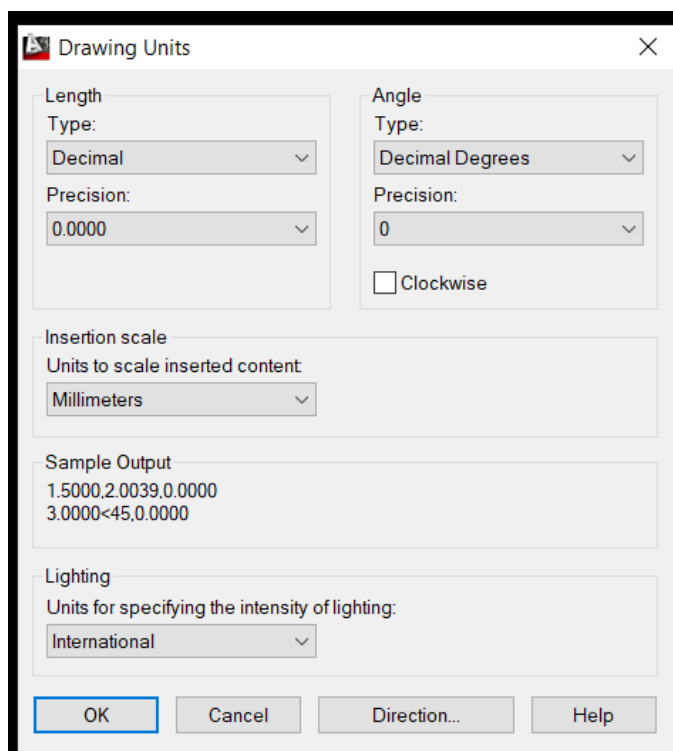 Drawing Units
Length
Type:
Decimal
Precision:
0.0000
Angle
Type:
Decimal Degrees
Precision:
0
Clockwise
Insertion scale
Units to scale inserted content:
Millimeters
Sample Output
1.5000,2.0039,0.0000
3.0000<45,0.0000
Lighting
Units for specifying the intensity of lighting:
International
OK Cancel Direction... Help